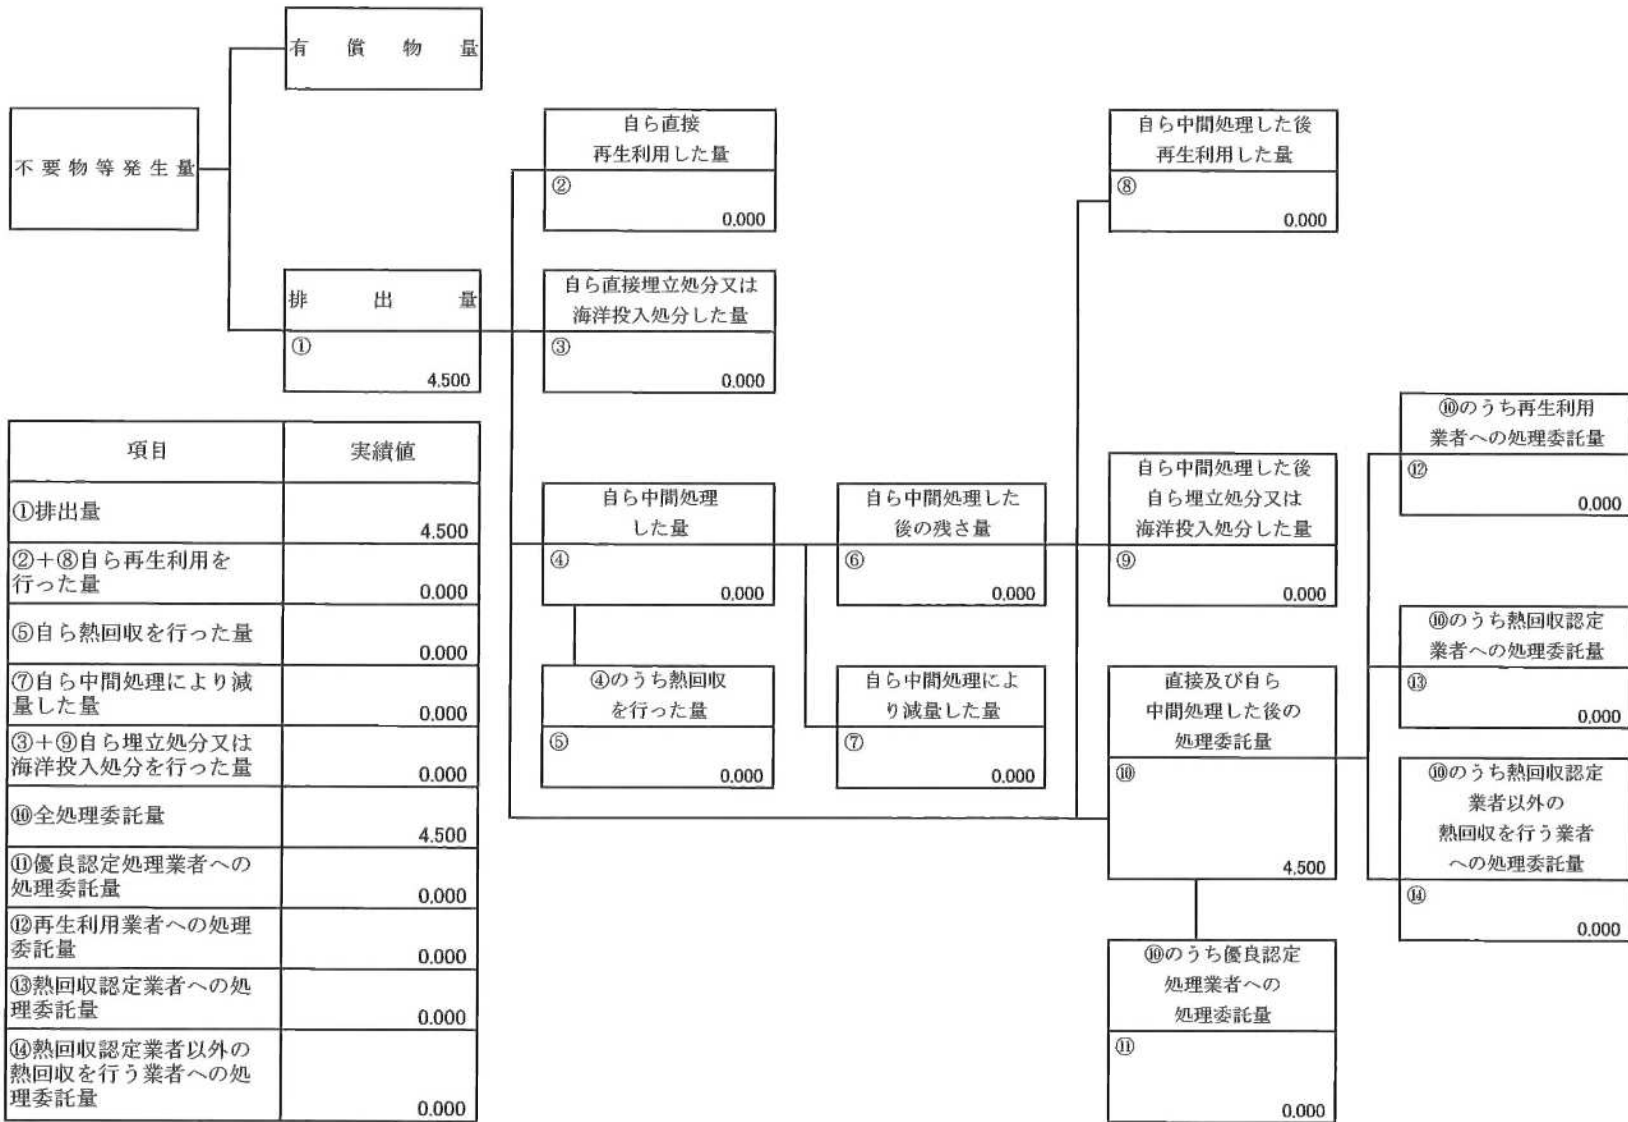 有償物量
不要物等発生量
排出量
①
4.500
自ら直接
再生利用した量
②
0.000
自ら直接埋立処分又は
海洋投入処分した量
③
0.000
自ら中間処理
した量
④
0.000
④のうち熱回収
を行った量
⑤
0.000
自ら中間処理した
後の残さ量
⑥
0.000
自ら中間処理によ
り減量した量
⑦
0.000
自ら中間処理した後
再生利用した量
⑧
0.000
自ら中間処理した後
自ら埋立処分又は
海洋投入処分した量
⑨
0.000
直接及び自ら
中間処理した後の
処理委託量
⑩
4.500
⑩のうち優良認定
処理業者への
処理委託量
⑪
0.000
⑩のうち再生利用
業者への処理委託量
⑫
0.000
⑩のうち熱回収認定
業者への処理委託量
⑬
0.000
⑩のうち熱回収認定
業者以外の
熱回収を行う業者
への処理委託量
⑭
0.000
項目 実績値
①排出量 4.500
②+⑧自ら再生利用を
行った量 0.000
⑤自ら熱回収を行った量 0.000
⑦自ら中間処理により減
量した量 0.000
③+⑨自ら埋立処分又は
海洋投入処分を行った量 0.000
⑩全処理委託量 4.500
⑪優良認定処理業者への
処理委託量 0.000
⑫再生利用業者への処理
委託量 0.000
⑬熱回収認定業者への処
理委託量 0.000
⑭熱回収認定業者以外の
熱回収を行う業者への処
理委託量 0.000